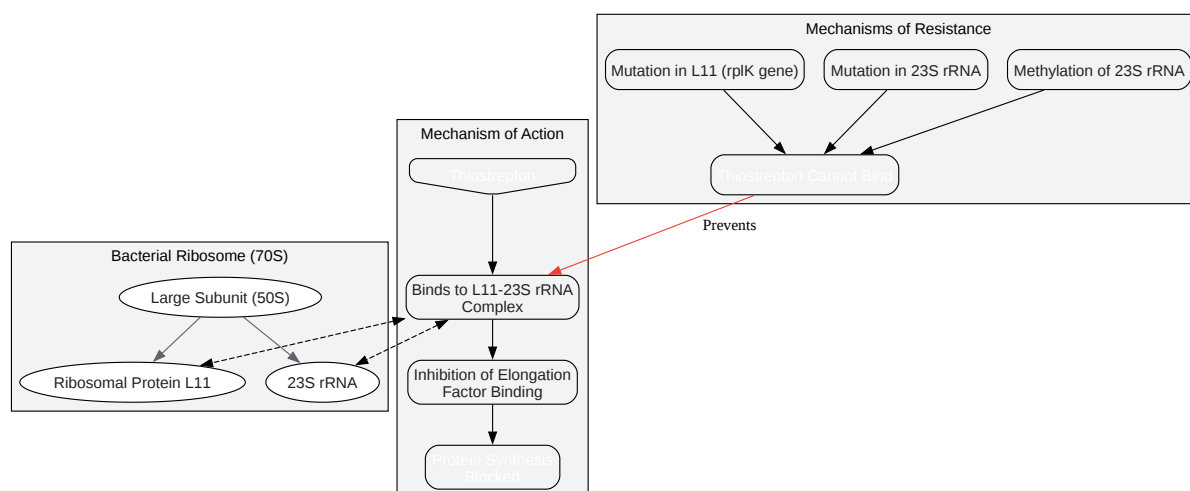 Mechanisms of Resistance
Mutation in L11 (rplK gene)
Mutation in 23S rRNA
Methylation of 23S rRNA
Thiostrepton Cannot Bind
Prevents
Mechanism of Action
Thiostrepton
Binds to L11-23S rRNA
Complex
Inhibition of Elongation
Factor Binding
Protein Synthesis
Blocked
Bacterial Ribosome (70S)
Large Subunit (50S)
Ribosomal Protein L11
23S rRNA